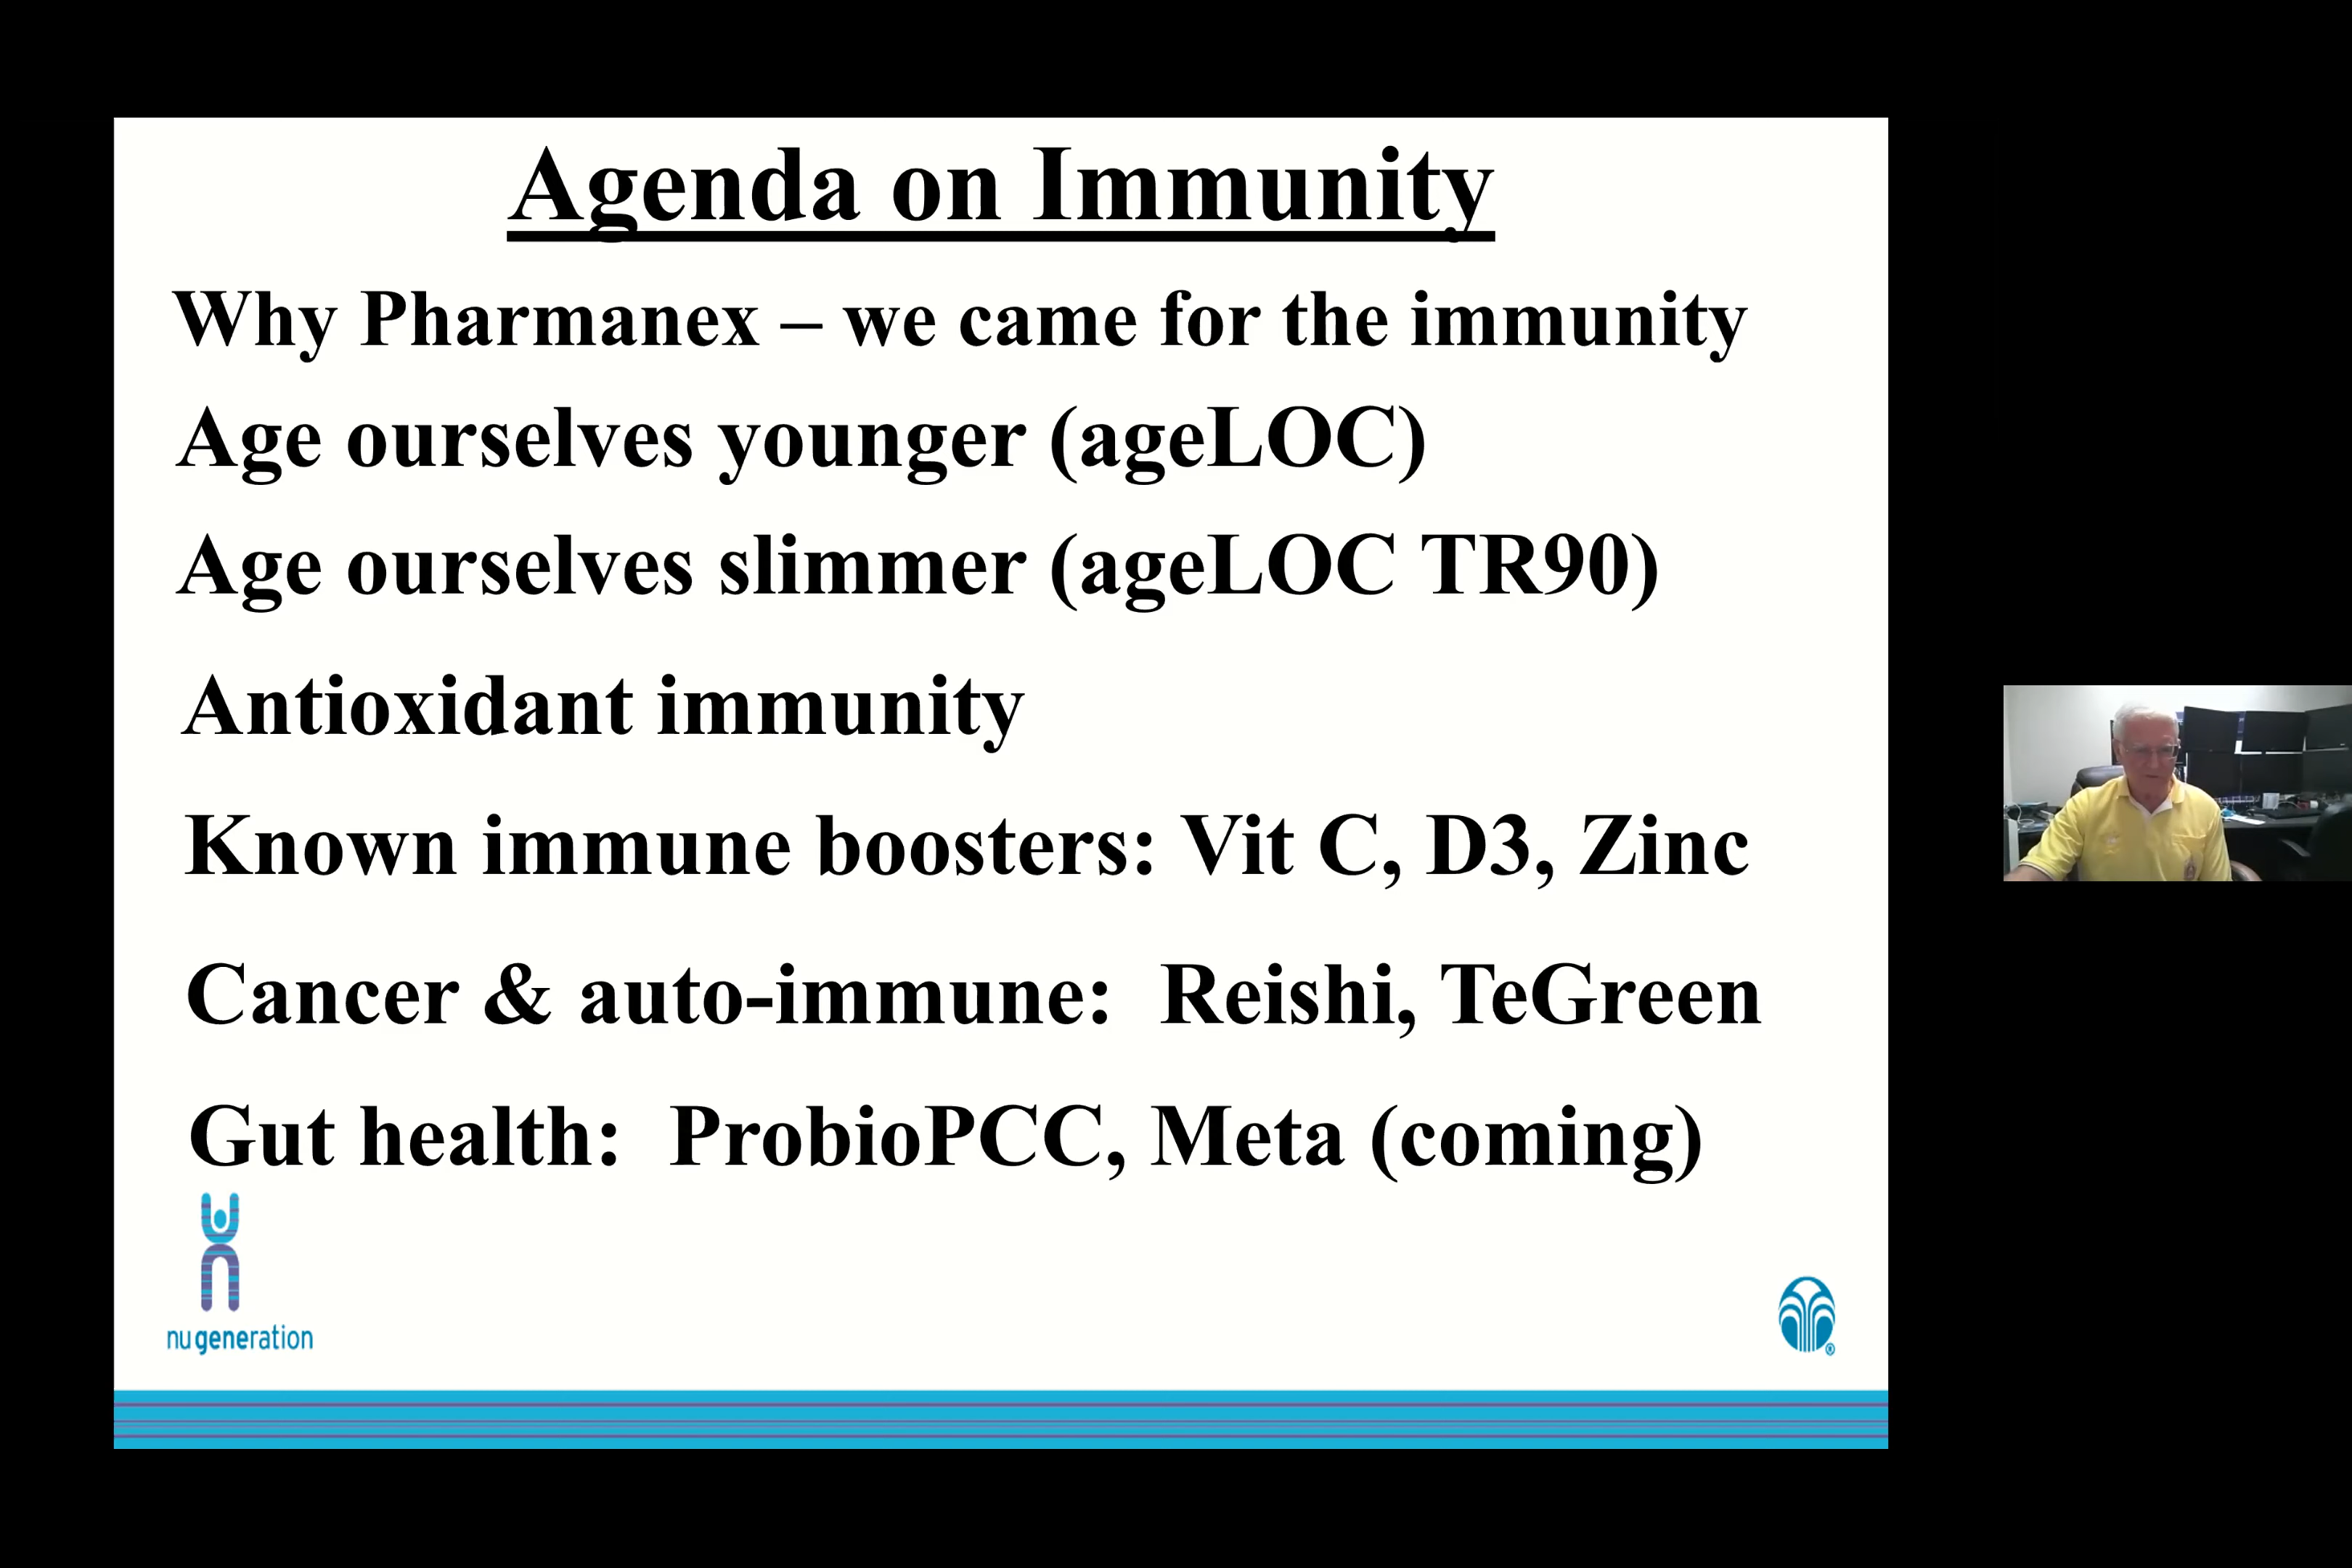 Agenda on Immunity
Why Pharmanex – we came for the immunity
Age ourselves younger (ageLOC)
Age ourselves slimmer (ageLOC TR90)
Antioxidant immunity
Known immune boosters: Vit C, D3, Zinc
Cancer & auto-immune: Reishi, TeGreen
Gut health: ProbioPCC, Meta (coming)
nugeneration
®